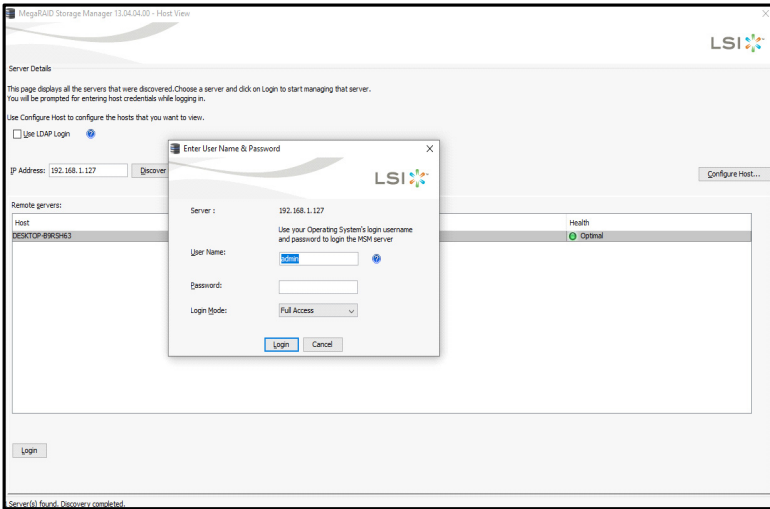 MegaRAID Storage Manager 13.04.04.00 - Host View
LSI
Server Details
This page displays all the servers that were discovered.Choose a server and click on Login to start managing that server.
You will be prompted for entering host credentials while logging in.
Use Configure Host to configure the hosts that you want to view.
Use LDAP Login
IP Address: 192.168.1.127 Discover
Configure Host...
Remote servers:
Host Health
DESKTOP-B9RSH63 Optimal
Enter User Name & Password
LSI
Server : 192.168.1.127
Use your Operating System's login username
and password to login the MSM server
User Name: admin
Password:
Login Mode: Full Access
Login Cancel
Login
Server(s) found. Discovery completed.